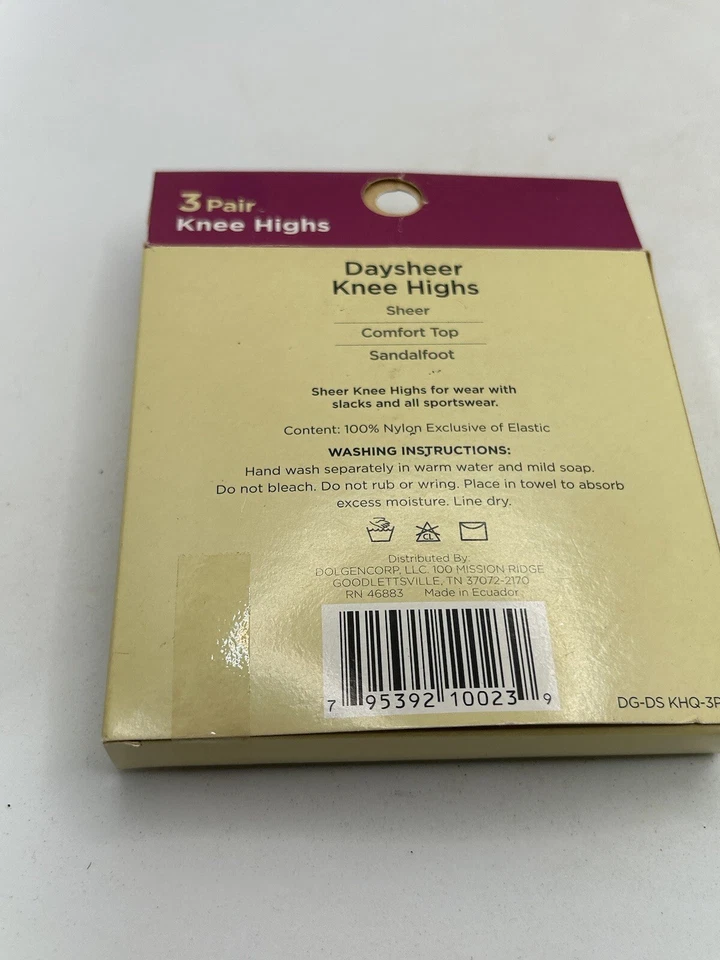 3 Pair
Knee Highs
Daysheer
Knee Highs
Sheer
Comfort Top
Sandalfoot
Sheer Knee Highs for wear with
slacks and all sportswear.
Content: 100% Nylon Exclusive of Elastic
WASHING INSTRUCTIONS:
Hand wash separately in warm water and mild soap.
Do not bleach. Do not rub or wring. Place in towel to absorb
excess moisture. Line dry.
CL
Distributed By:
DOLGENCORP, LLC. 100 MISSION RIDGE
GOODLETTSVILLE, TN 37072-2170
RN 46883 Made in Ecuador
7 95392 10023 9
DG-DS KHQ-3P